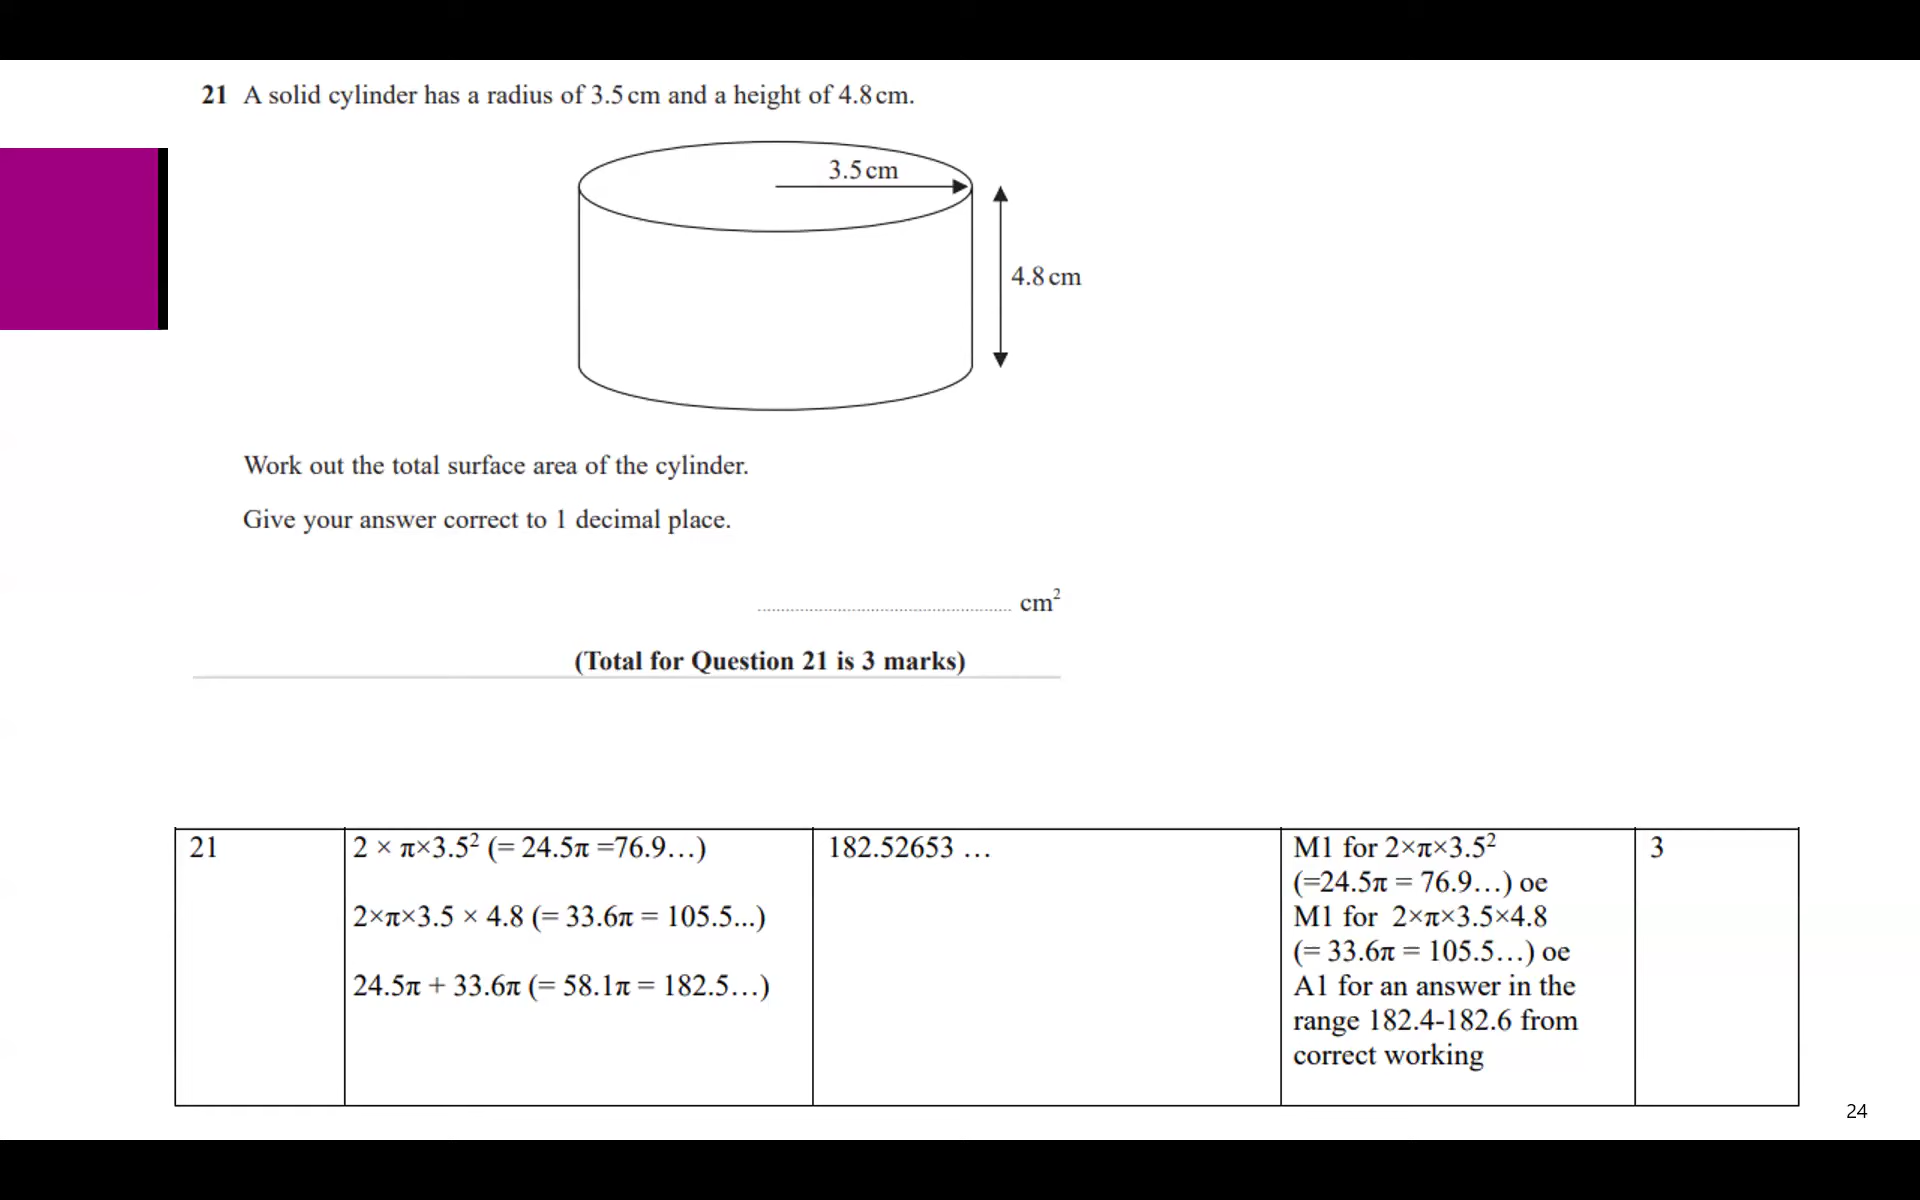 21 A solid cylinder has a radius of 3.5 cm and a height of 4.8 cm.
3.5 cm
4.8 cm
Work out the total surface area of the cylinder.
Give your answer correct to 1 decimal place.
.......................................... cm²
(Total for Question 21 is 3 marks)
21
2 × π×3.5² (= 24.5π =76.9…)
2×π×3.5 × 4.8 (= 33.6π = 105.5...)
24.5π + 33.6π (= 58.1π = 182.5…)
182.52653 …
M1 for 2×π×3.5²
(=24.5π = 76.9…) oe
M1 for 2×π×3.5×4.8
(= 33.6π = 105.5…) oe
A1 for an answer in the
range 182.4-182.6 from
correct working
3
24